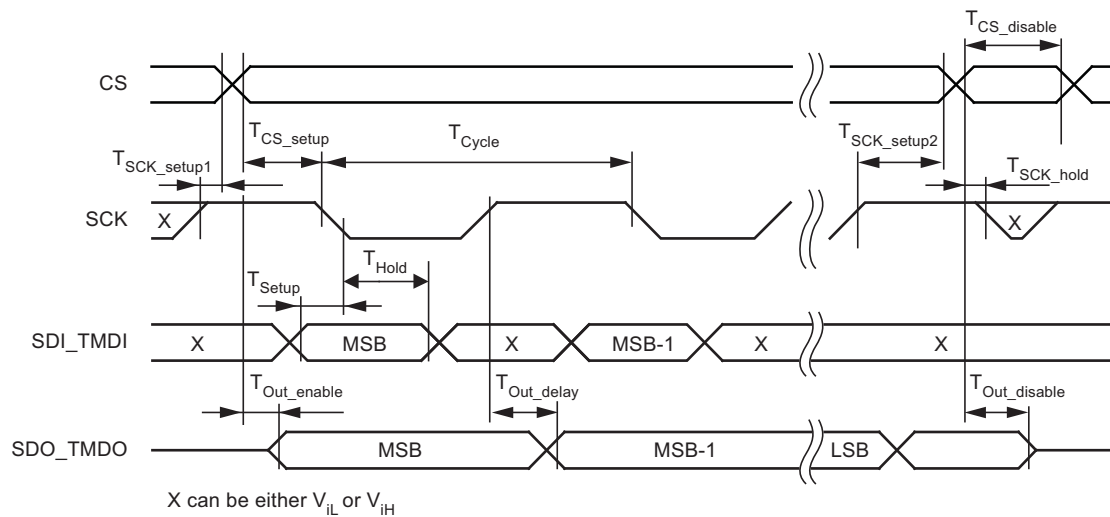 T_CS_disable
CS
T_CS_setup
T_Cycle
T_SCK_setup2
T_SCK_setup1
T_SCK_hold
SCK
X
X
T_Hold
T_Setup
SDI_TMDI
X
MSB
X
MSB-1
X
X
T_Out_enable
T_Out_delay
T_Out_disable
SDO_TMDO
MSB
MSB-1
LSB
X can be either V_iL or V_iH